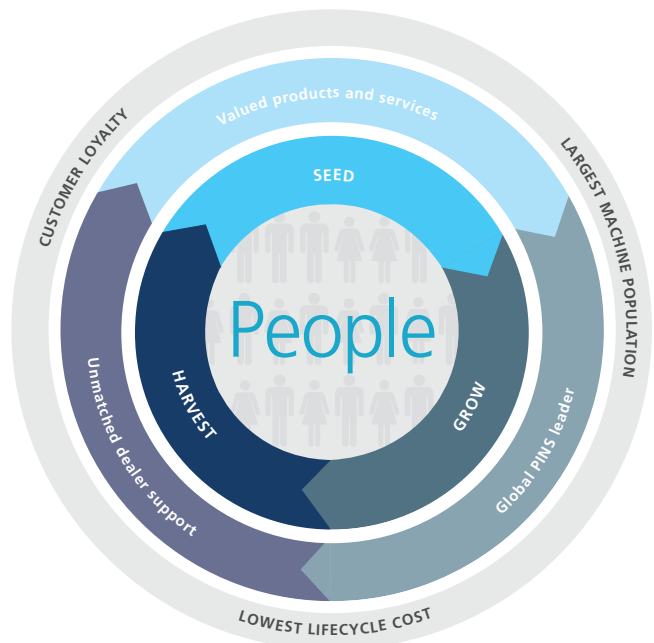 CUSTOMER LOYALTY
LARGEST MACHINE POPULATION
LOWEST LIFECYCLE COST
Valued products and services
Global PINS leader
Unmatched dealer support
SEED
GROW
HARVEST
People